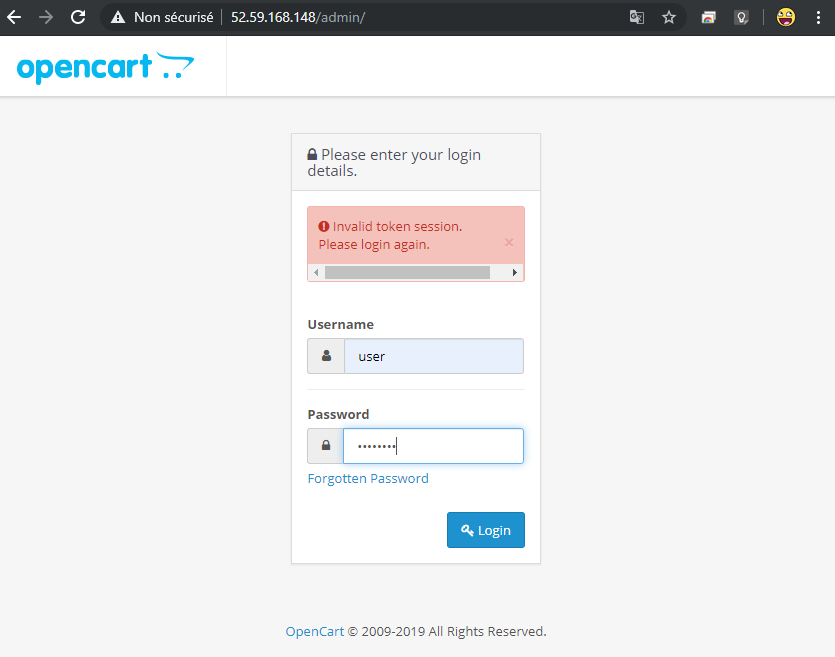 Non sécurisé | 52.59.168.148/admin/
opencart
Please enter your login
details.
Invalid token session.
Please login again.
×
Username
user
Password
••••••••
Forgotten Password
Login
OpenCart © 2009-2019 All Rights Reserved.